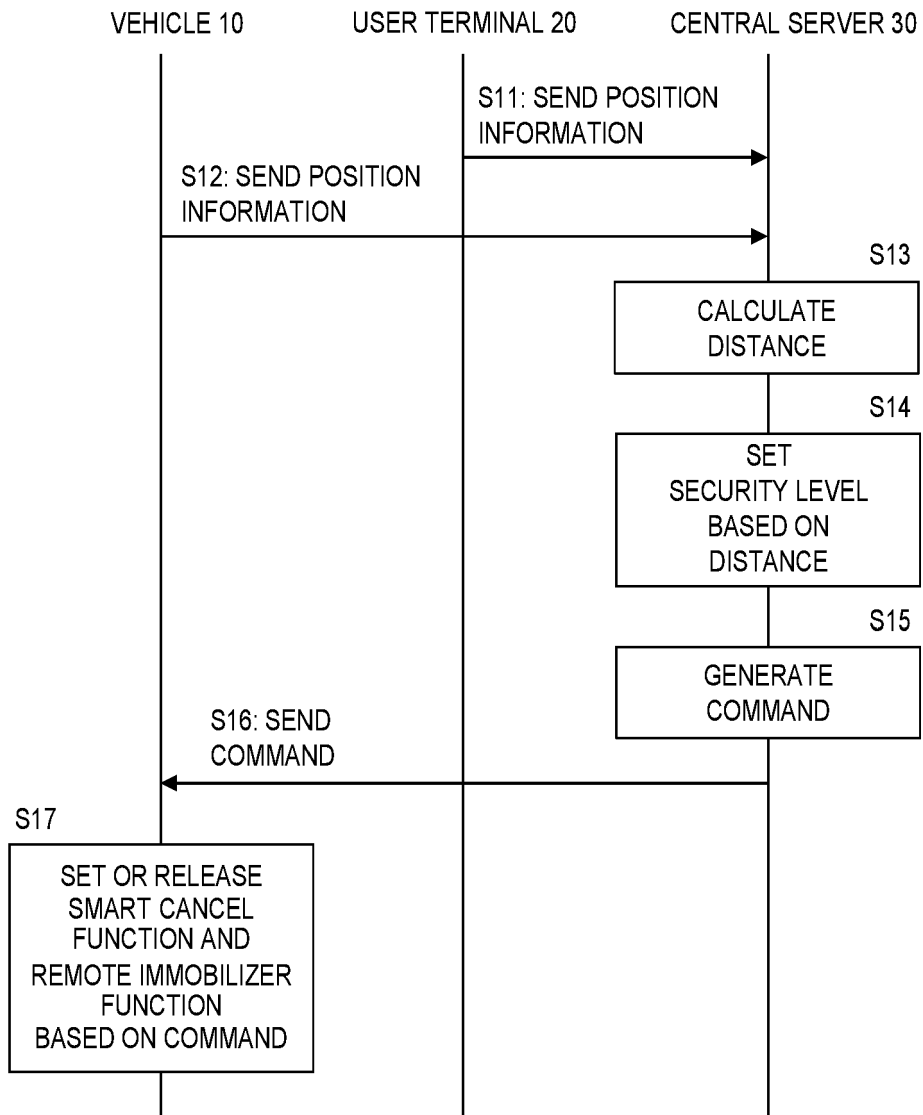 VEHICLE 10
USER TERMINAL 20
CENTRAL SERVER 30
S11: SEND POSITION
INFORMATION
S12: SEND POSITION
INFORMATION
S13
CALCULATE
DISTANCE
S14
SET
SECURITY LEVEL
BASED ON
DISTANCE
S15
GENERATE
COMMAND
S16: SEND
COMMAND
S17
SET OR RELEASE
SMART CANCEL
FUNCTION AND
REMOTE IMMOBILIZER
FUNCTION
BASED ON COMMAND